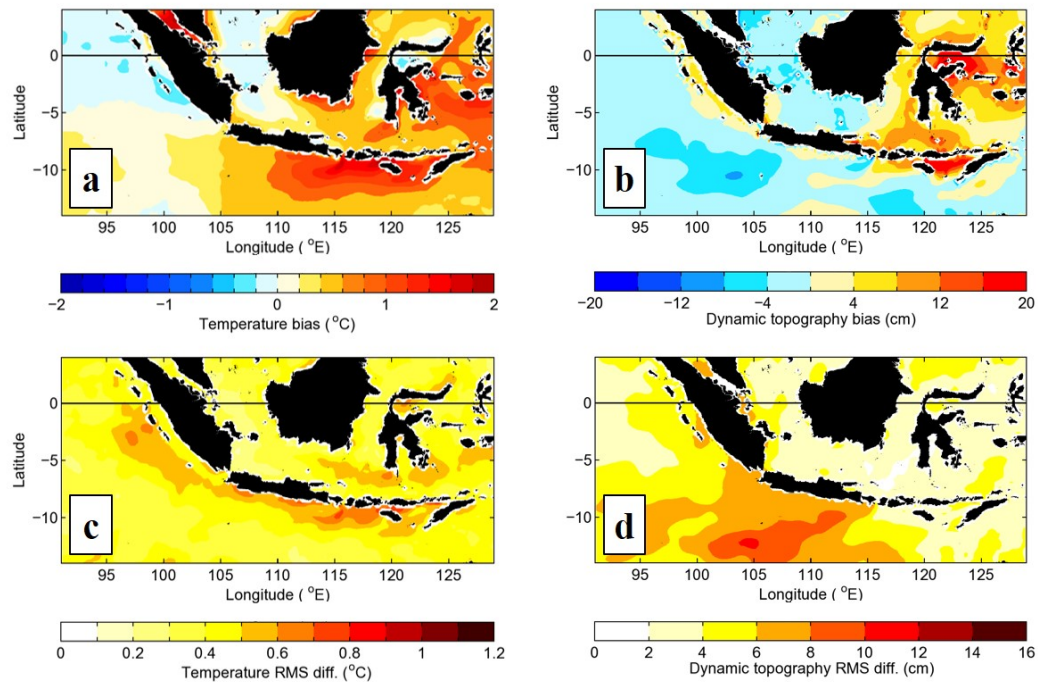 0
−5
−10
Latitude
a
95 100 105 110 115 120 125
Longitude ( °E)
−2 −1 0 1 2
Temperature bias ( °C)
0
−5
−10
Latitude
b
95 100 105 110 115 120 125
Longitude ( °E)
−20 −12 −4 4 12 20
Dynamic topography bias (cm)
0
−5
−10
Latitude
c
95 100 105 110 115 120 125
Longitude ( °E)
0 0.2 0.4 0.6 0.8 1 1.2
Temperature RMS diff. (°C)
0
−5
−10
Latitude
d
95 100 105 110 115 120 125
Longitude ( °E)
0 2 4 6 8 10 12 14 16
Dynamic topography RMS diff. (cm)